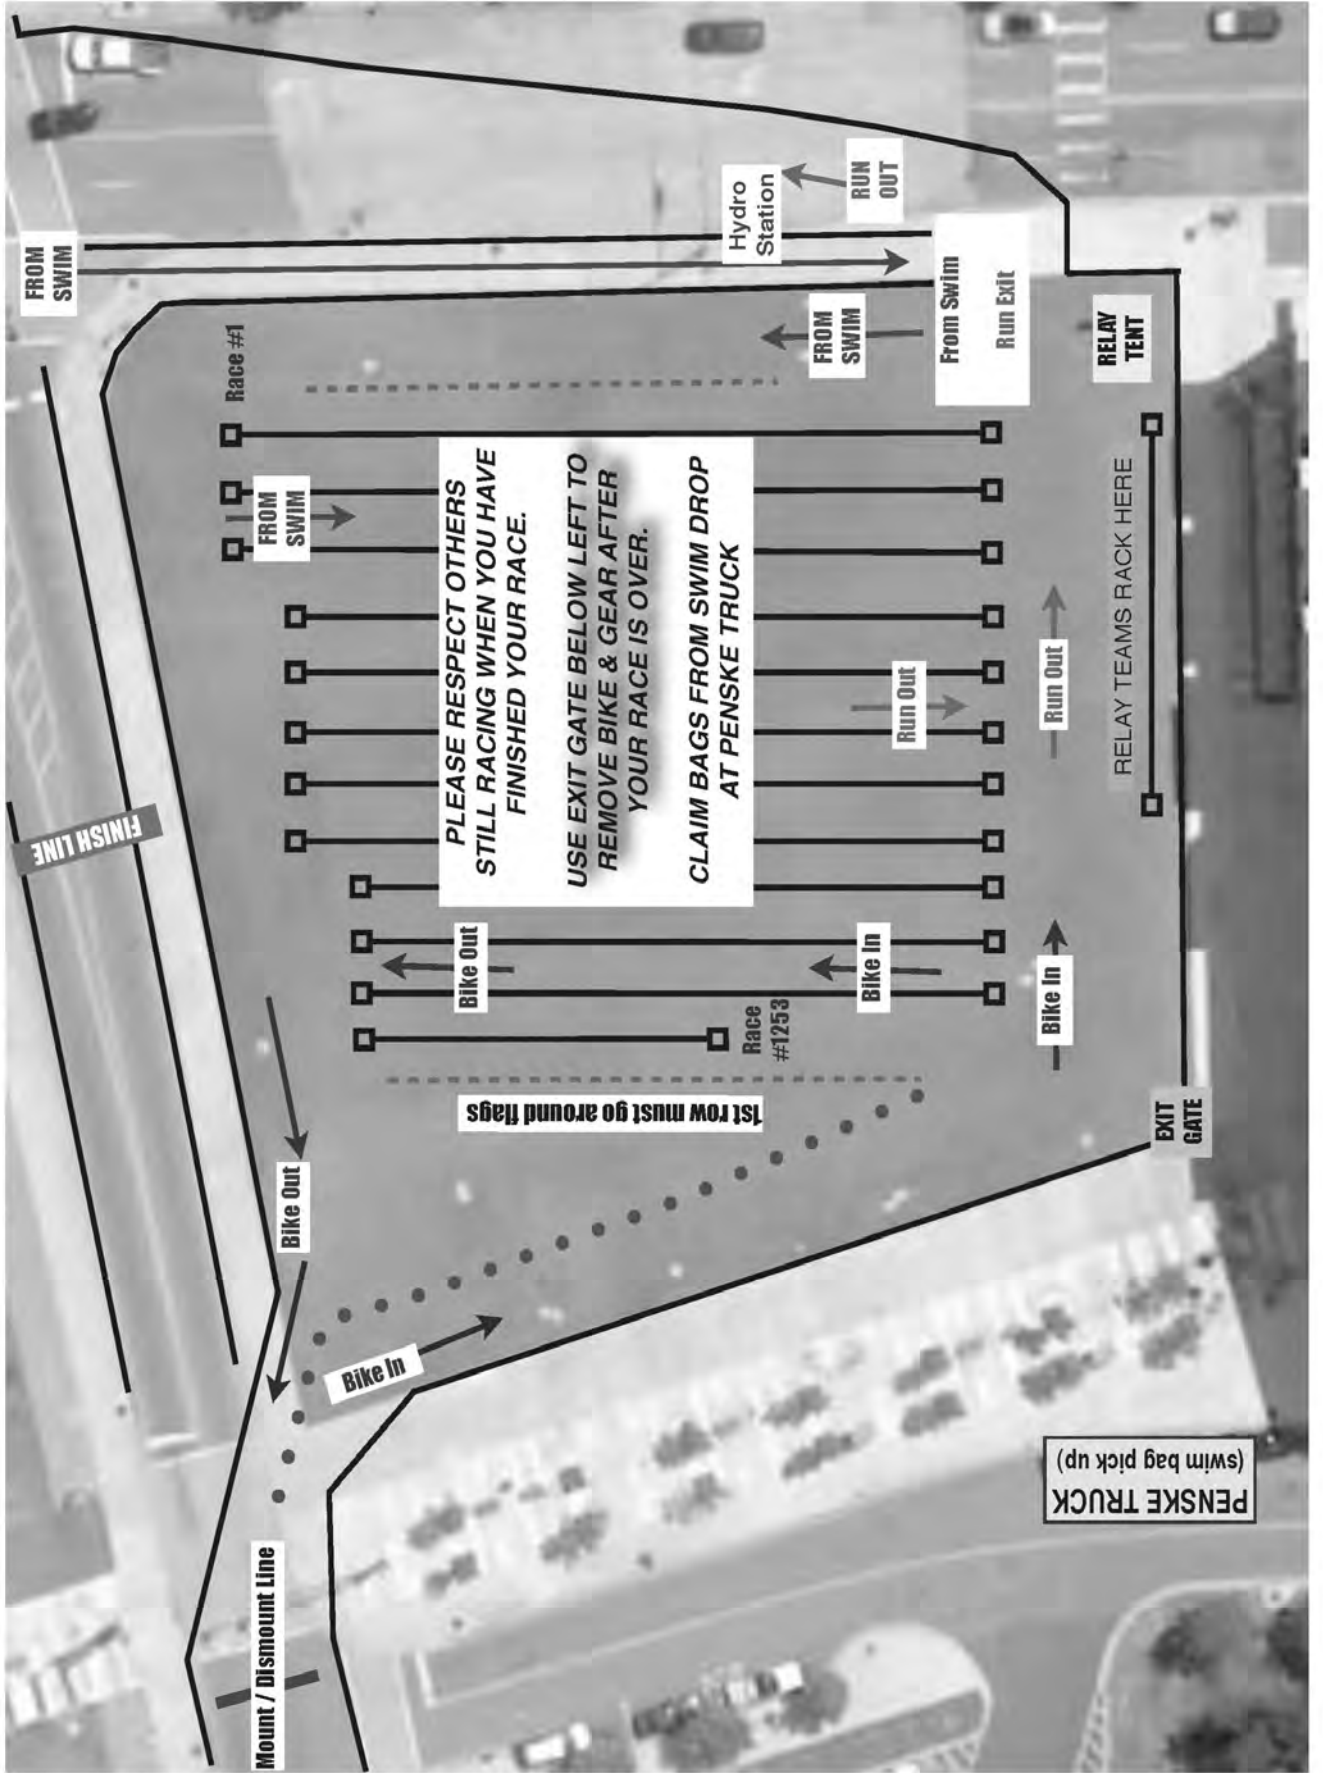 FROM
SWIM
FINISH LINE
Race #1
Hydro
Station
RUN
OUT
FROM
SWIM
FROM
SWIM
From Swim
Run Exit
RELAY
TENT
PLEASE RESPECT OTHERS
STILL RACING WHEN YOU HAVE
FINISHED YOUR RACE.
USE EXIT GATE BELOW LEFT TO
REMOVE BIKE & GEAR AFTER
YOUR RACE IS OVER.
CLAIM BAGS FROM SWIM DROP
AT PENSKE TRUCK
Run Out
Run Out
RELAY TEAMS RACK HERE
Bike Out
Bike In
Bike In
Race
#1253
1st row must go around flags
EXIT
GATE
Bike Out
Bike In
Mount / Dismount Line
PENSKE TRUCK
(swim bag pick up)